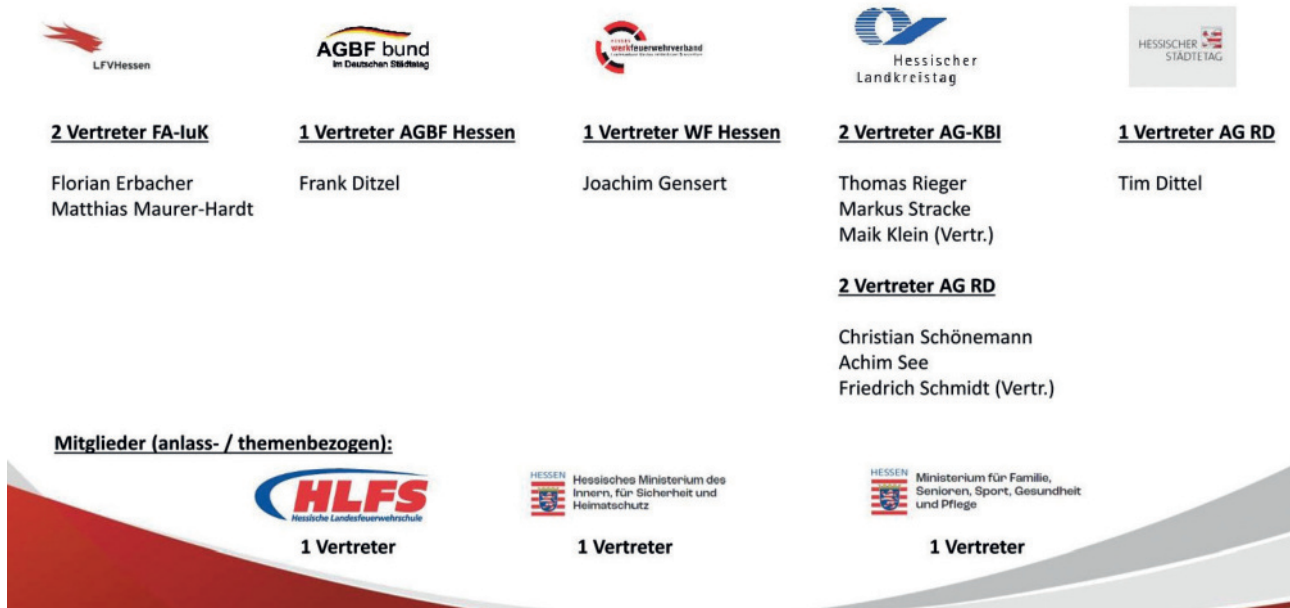 LFVHessen
AGBF bund
im Deutschen Städtetag
werkfeuerwehrverband
Hessischer
Landkreistag
HESSISCHER
STÄDTETAG
2 Vertreter FA-IuK
Florian Erbacher
Matthias Maurer-Hardt
1 Vertreter AGBF Hessen
Frank Ditzel
1 Vertreter WF Hessen
Joachim Gensert
2 Vertreter AG-KBI
Thomas Rieger
Markus Stracke
Maik Klein (Vertr.)
2 Vertreter AG RD
Christian Schönemann
Achim See
Friedrich Schmidt (Vertr.)
1 Vertreter AG RD
Tim Dittel
Mitglieder (anlass- / themenbezogen):
HLFS
Hessische Landesfeuerwehrschule
1 Vertreter
HESSEN
Hessisches Ministerium des
Innern, für Sicherheit und
Heimatschutz
1 Vertreter
HESSEN
Ministerium für Familie,
Senioren, Sport, Gesundheit
und Pflege
1 Vertreter